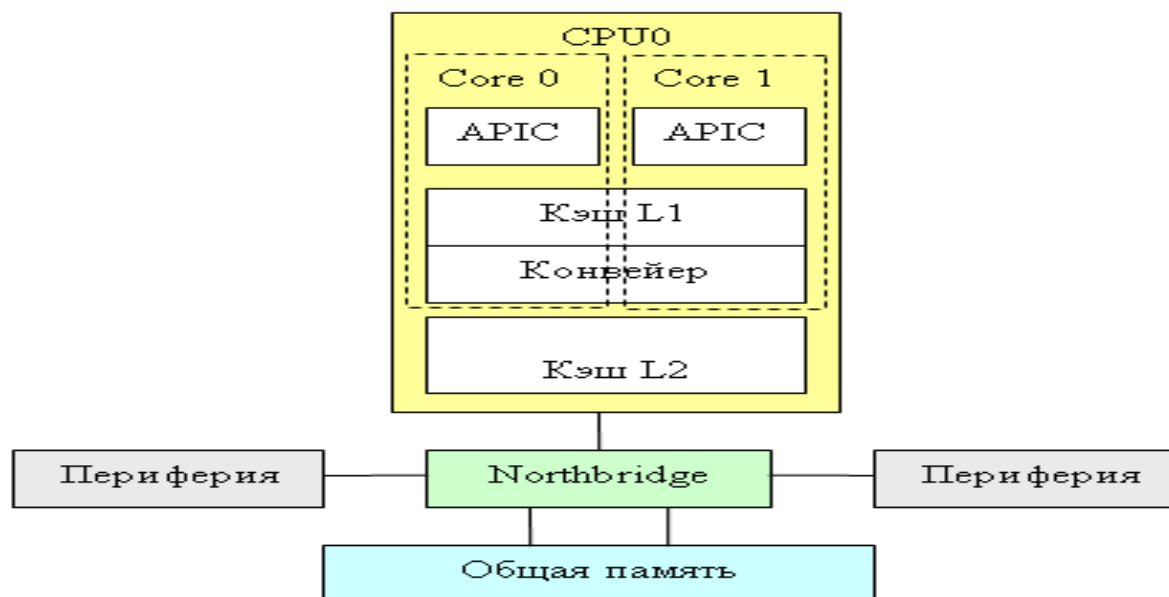 CPU0
Core 0 Core 1
APIC APIC
Кэш L1
Конвейер
Кэш L2
Периферия Northbridge Периферия
Общая память